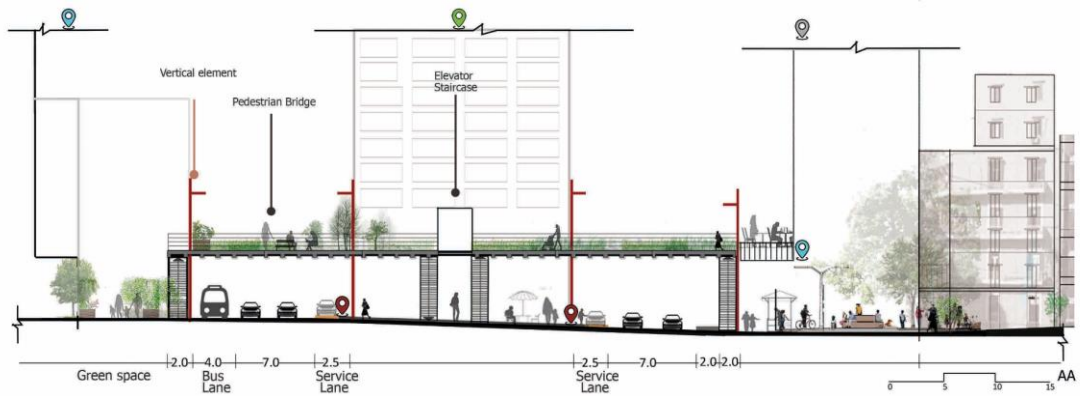 Vertical element
Pedestrian Bridge
Elevator
Staircase
2.0 4.0 7.0 2.5 2.5 7.0 2.0 2.0
Green space
Bus
Lane
Service
Lane
Service
Lane
AA
0 5 10 15